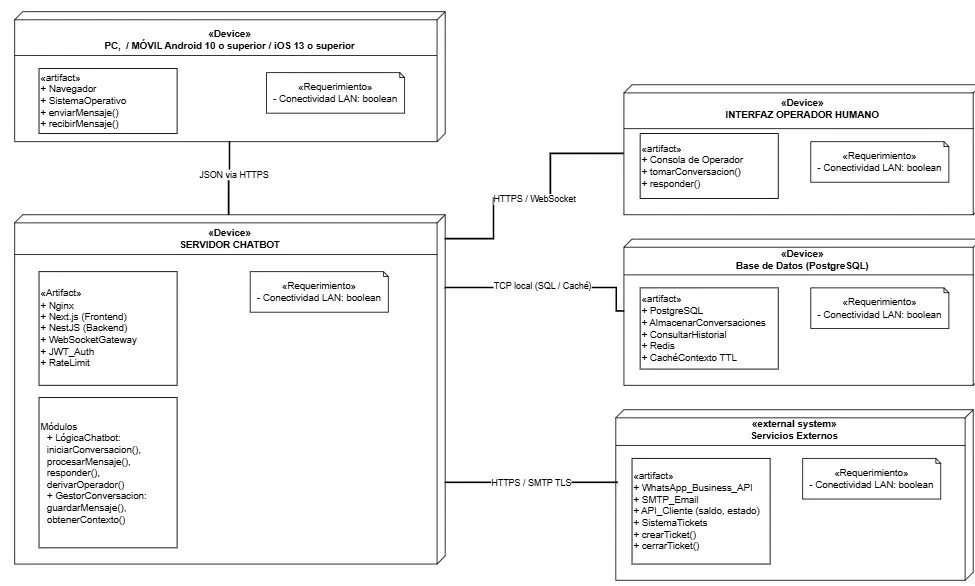 «Device»
PC, / MÓVIL Android 10 o superior / iOS 13 o superior
«artifact»
+ Navegador
+ SistemaOperativo
+ enviarMensaje()
+ recibirMensaje()
«Requerimiento»
- Conectividad LAN: boolean
JSON via HTTPS
«Device»
SERVIDOR CHATBOT
«Artifact»
+ Nginx
+ Next.js (Frontend)
+ NestJS (Backend)
+ WebSocketGateway
+ JWT_Auth
+ RateLimit
«Requerimiento»
- Conectividad LAN: boolean
Módulos
+ LógicaChatbot:
iniciarConversacion(),
procesarMensaje(),
responder(),
derivarOperador()
+ GestorConversacion:
guardarMensaje(),
obtenerContexto()
HTTPS / WebSocket
«Device»
INTERFAZ OPERADOR HUMANO
«artifact»
+ Consola de Operador
+ tomarConversacion()
+ responder()
«Requerimiento»
- Conectividad LAN: boolean
TCP local (SQL / Caché)
«Device»
Base de Datos (PostgreSQL)
«artifact»
+ PostgreSQL
+ AlmacenarConversaciones
+ ConsultarHistorial
+ Redis
+ CachéContexto TTL
«Requerimiento»
- Conectividad LAN: boolean
HTTPS / SMTP TLS
«external system»
Servicios Externos
«artifact»
+ WhatsApp_Business_API
+ SMTP_Email
+ API_Cliente (saldo, estado)
+ SistemaTickets
+ crearTicket()
+ cerrarTicket()
«Requerimiento»
- Conectividad LAN: boolean